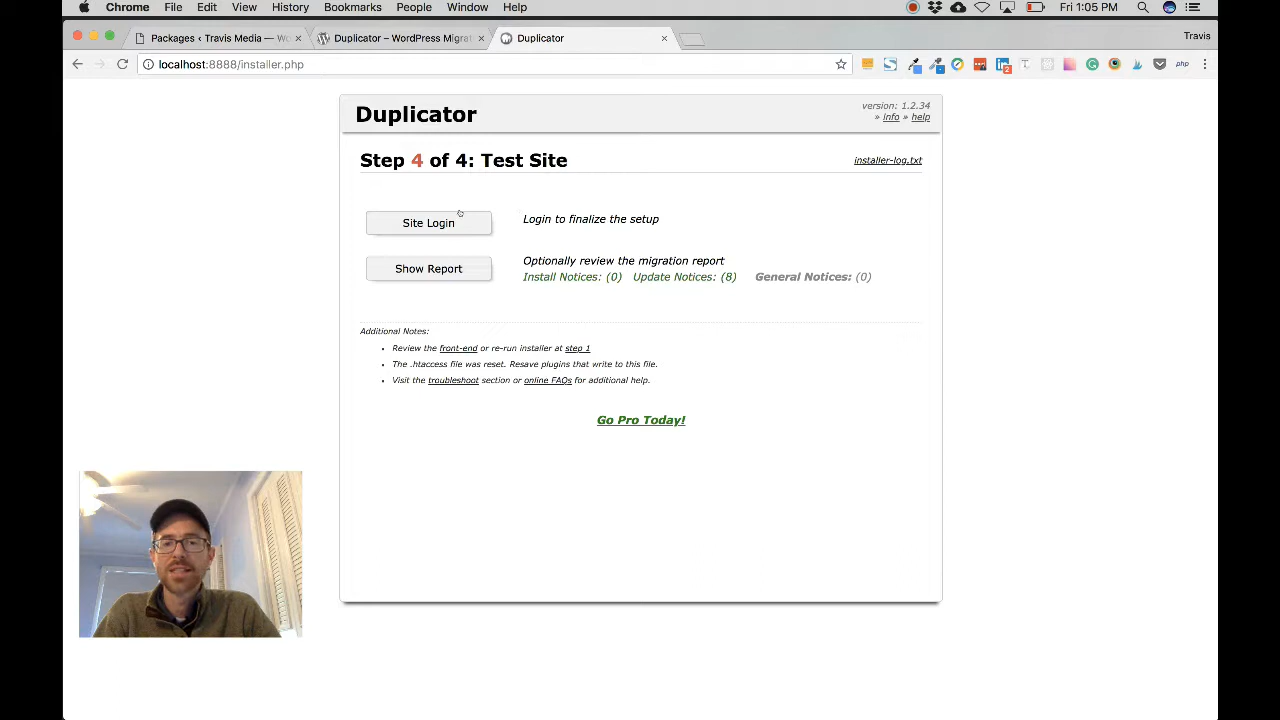 Chrome File Edit View History Bookmarks People Window Help Fri 1:05 PM
Packages ‹ Travis Media — Wo
Duplicator – WordPress Migrat
Duplicator
Travis
localhost:8888/installer.php
php
2
Duplicator
version: 1.2.34
» info » help
Step 4 of 4: Test Site
installer-log.txt
Site Login
Login to finalize the setup
Show Report
Optionally review the migration report
Install Notices: (0) Update Notices: (8) General Notices: (0)
Additional Notes:
• Review the front-end or re-run installer at step 1
• The .htaccess file was reset. Resave plugins that write to this file.
• Visit the troubleshoot section or online FAQs for additional help.
Go Pro Today!